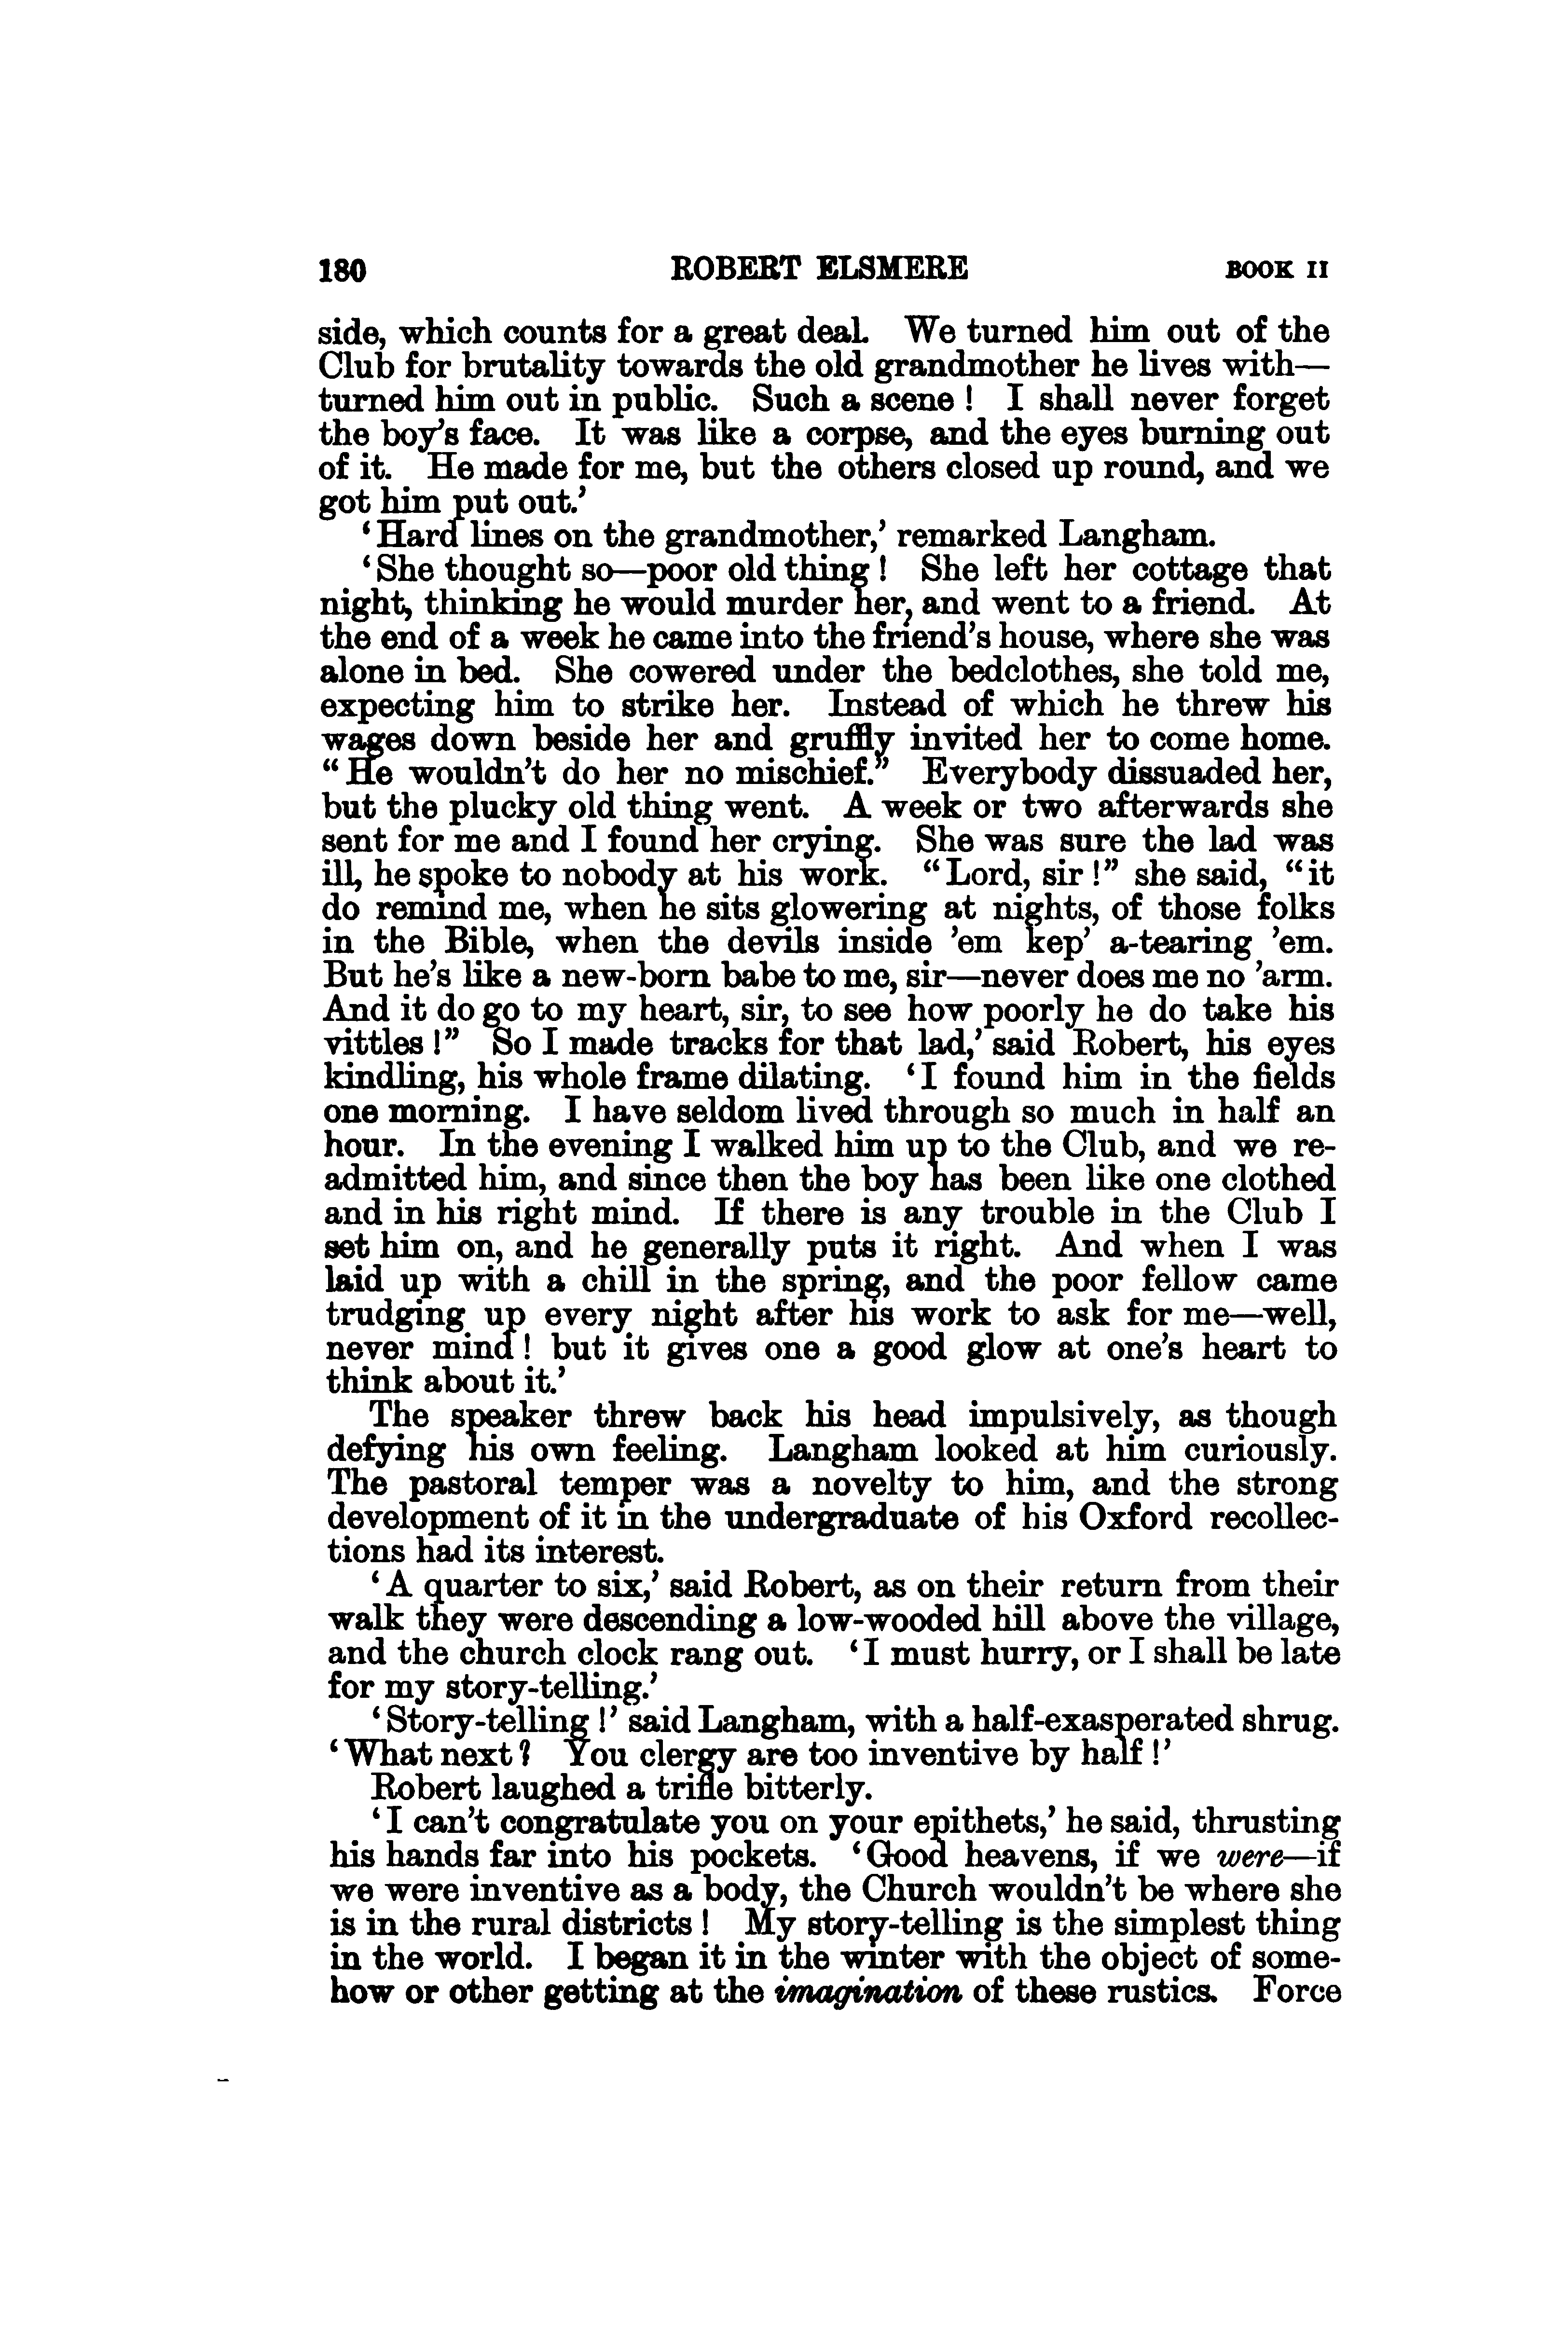 180 ROBERT ELSMERE BOOK II
side, which counts for a great deal. We turned him out of the
Club for brutality towards the old grandmother he lives with—
turned him out in public. Such a scene! I shall never forget
the boy's face. It was like a corpse, and the eyes burning out
of it. He made for me, but the others closed up round, and we
got him put out.'
'Hard lines on the grandmother,' remarked Langham.
'She thought so—poor old thing! She left her cottage that
night, thinking he would murder her, and went to a friend. At
the end of a week he came into the friend's house, where she was
alone in bed. She cowered under the bedclothes, she told me,
expecting him to strike her. Instead of which he threw his
wages down beside her and gruffly invited her to come home.
"He wouldn't do her no mischief." Everybody dissuaded her,
but the plucky old thing went. A week or two afterwards she
sent for me and I found her crying. She was sure the lad was
ill, he spoke to nobody at his work. "Lord, sir!" she said, "it
do remind me, when he sits glowering at nights, of those folks
in the Bible, when the devils inside 'em kep' a-tearing 'em.
But he's like a new-born babe to me, sir—never does me no 'arm.
And it do go to my heart, sir, to see how poorly he do take his
vittles!" So I made tracks for that lad,' said Robert, his eyes
kindling, his whole frame dilating. 'I found him in the fields
one morning. I have seldom lived through so much in half an
hour. In the evening I walked him up to the Club, and we re-
admitted him, and since then the boy has been like one clothed
and in his right mind. If there is any trouble in the Club I
set him on, and he generally puts it right. And when I was
laid up with a chill in the spring, and the poor fellow came
trudging up every night after his work to ask for me—well,
never mind! but it gives one a good glow at one's heart to
think about it.'
The speaker threw back his head impulsively, as though
defying his own feeling. Langham looked at him curiously.
The pastoral temper was a novelty to him, and the strong
development of it in the undergraduate of his Oxford recollec-
tions had its interest.
'A quarter to six,' said Robert, as on their return from their
walk they were descending a low-wooded hill above the village,
and the church clock rang out. 'I must hurry, or I shall be late
for my story-telling.'
'Story-telling!' said Langham, with a half-exasperated shrug.
'What next? You clergy are too inventive by half!'
Robert laughed a trifle bitterly.
'I can't congratulate you on your epithets,' he said, thrusting
his hands far into his pockets. 'Good heavens, if we were—if
we were inventive as a body, the Church wouldn't be where she
is in the rural districts! My story-telling is the simplest thing
in the world. I began it in the winter with the object of some-
how or other getting at the imagination of these rustics. Force